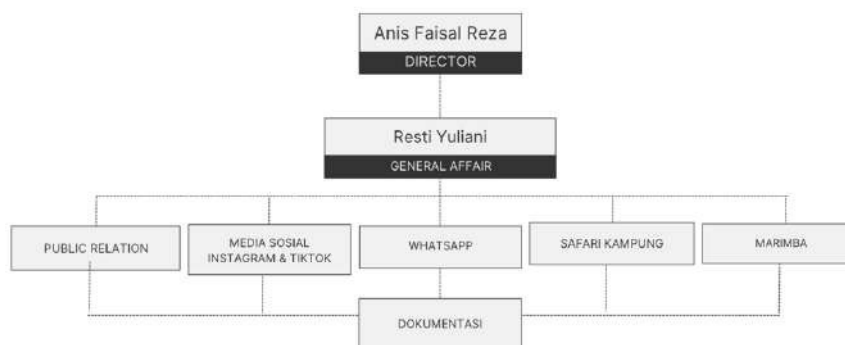 Anis Faisal Reza
DIRECTOR
Resti Yuliani
GENERAL AFFAIR
PUBLIC RELATION
MEDIA SOSIAL
INSTAGRAM & TIKTOK
WHATSAPP
SAFARI KAMPUNG
MARIMBA
DOKUMENTASI